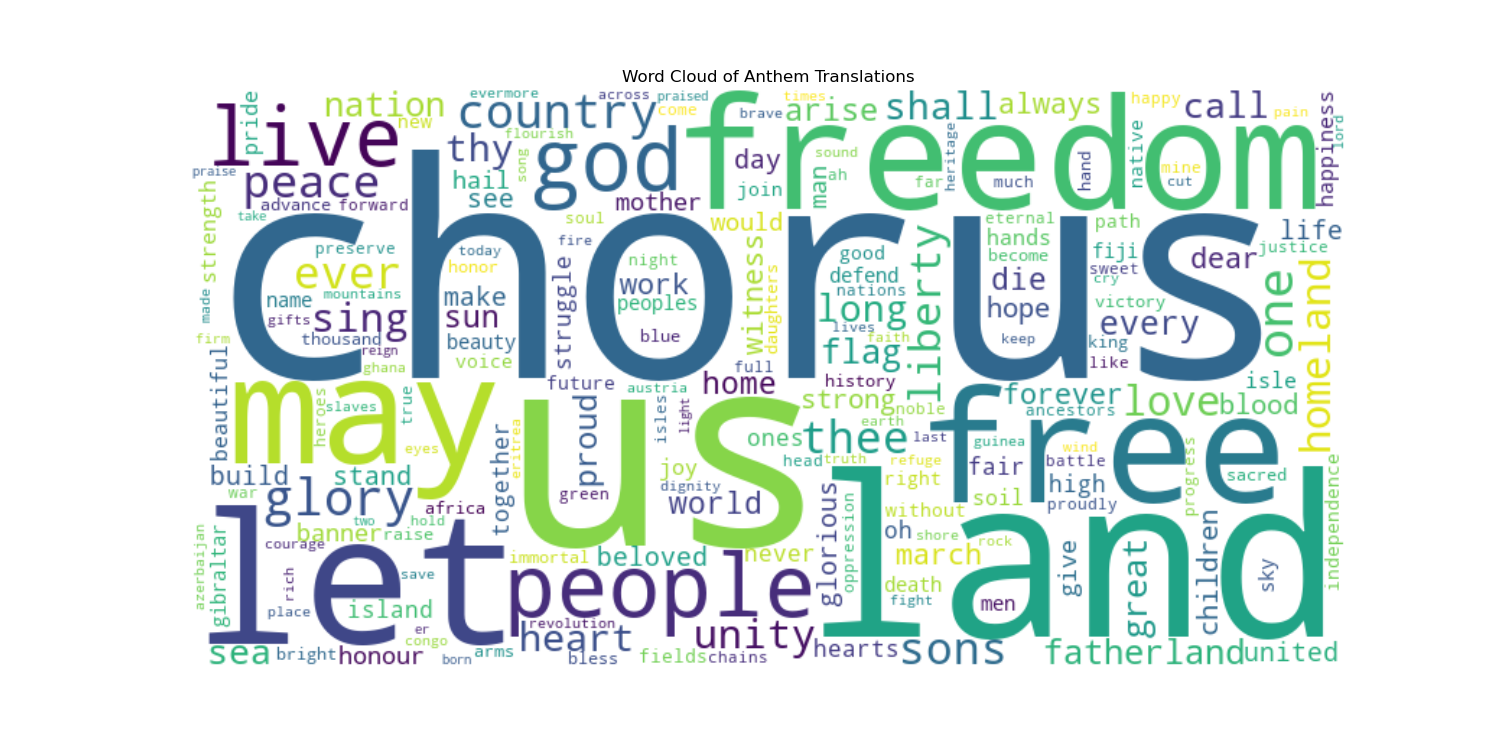 Word Cloud of Anthem Translations
live
pride
nation
new
country
evermore
across
praised
come
flourish
song
thy
god
freedom
brave
times
arise
shall
always
happy
call
pain
happiness
lord
praise
peace
hail
see
advance forward
mother
day
join
man
ah
sound
far
heritage
much
hand
native
mine
cut
take
strength
chorus
preserve
ever
name
mountains
gifts
sing
thousand
reign
ghana
today
honor
make
sun
beauty
voice
soul
fire
struggle
night
work
peoples
blue
would
witness
daughters
full
good
defend
nations
long
lives
faith
flag
liberty
eternal
hands
become
die
hope
keep
path
fiji
sweet
cry
victory
every
king
like
dear
life
justice
one
homeland
made
firm
beautiful
may
heroes
slaves
true
eyes
future
us
austria
home
isles
light
proud
history
strong
noble
earth
forever
ancestors
love
isle
blood
free
ones
thee
last
guinea
wind
battle
head
truth
refuge
right
fair
high
soil
proudly
progress
sacred
independence
build
stand
war
glory
two
hold
africa
together
eritrea
joy
green
dignity
world
without
oh
shore
rock
land
banner
raise
courage
immortal
beloved
never
glorious
oppression
march
death
fight
men
give
great
children
sky
azerbaijan
gibraltar
let
rich
place
save
island
er
congo
people
revolution
heart
unity
sea
bright
honour
born
arms
bless
fields
chains
hearts
sons
fatherland
united